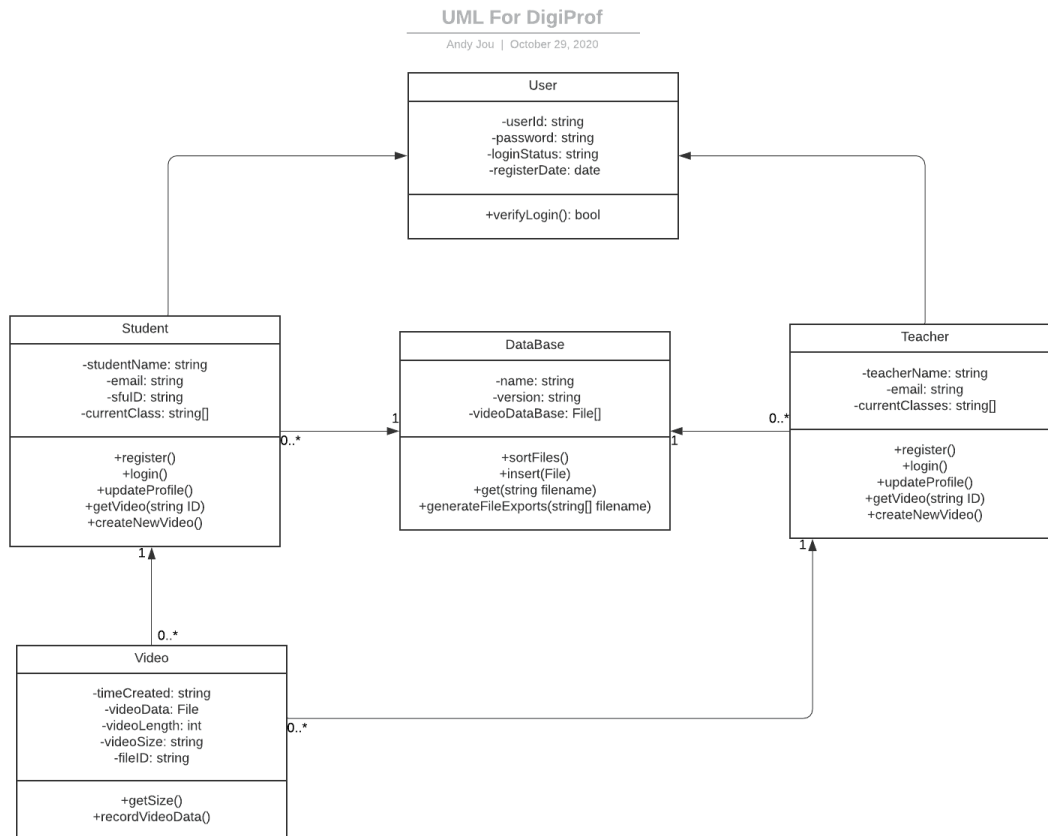 UML For DigiProf
Andy Jou | October 29, 2020
User
-userId: string
-password: string
-loginStatus: string
-registerDate: date
+verifyLogin(): bool
Student
-studentName: string
-email: string
-sfuID: string
-currentClass: string[]
+register()
+login()
+updateProfile()
+getVideo(string ID)
+createNewVideo()
0..*
1
DataBase
-name: string
-version: string
-videoDataBase: File[]
+sortFiles()
+insert(File)
+get(string filename)
+generateFileExports(string[] filename)
1
0..*
Teacher
-teacherName: string
-email: string
-currentClasses: string[]
+register()
+login()
+updateProfile()
+getVideo(string ID)
+createNewVideo()
1
1
0..*
Video
-timeCreated: string
-videoData: File
-videoLength: int
-videoSize: string
-fileID: string
+getSize()
+recordVideoData()
0..*